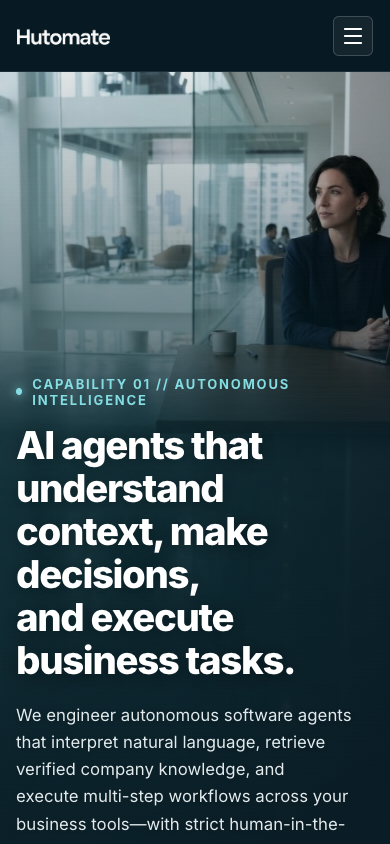 Hutomate
CAPABILITY 01 // AUTONOMOUS
INTELLIGENCE
AI agents that
understand
context, make
decisions,
and execute
business tasks.
We engineer autonomous software agents
that interpret natural language, retrieve
verified company knowledge, and
execute multi-step workflows across your
business tools—with strict human-in-the-